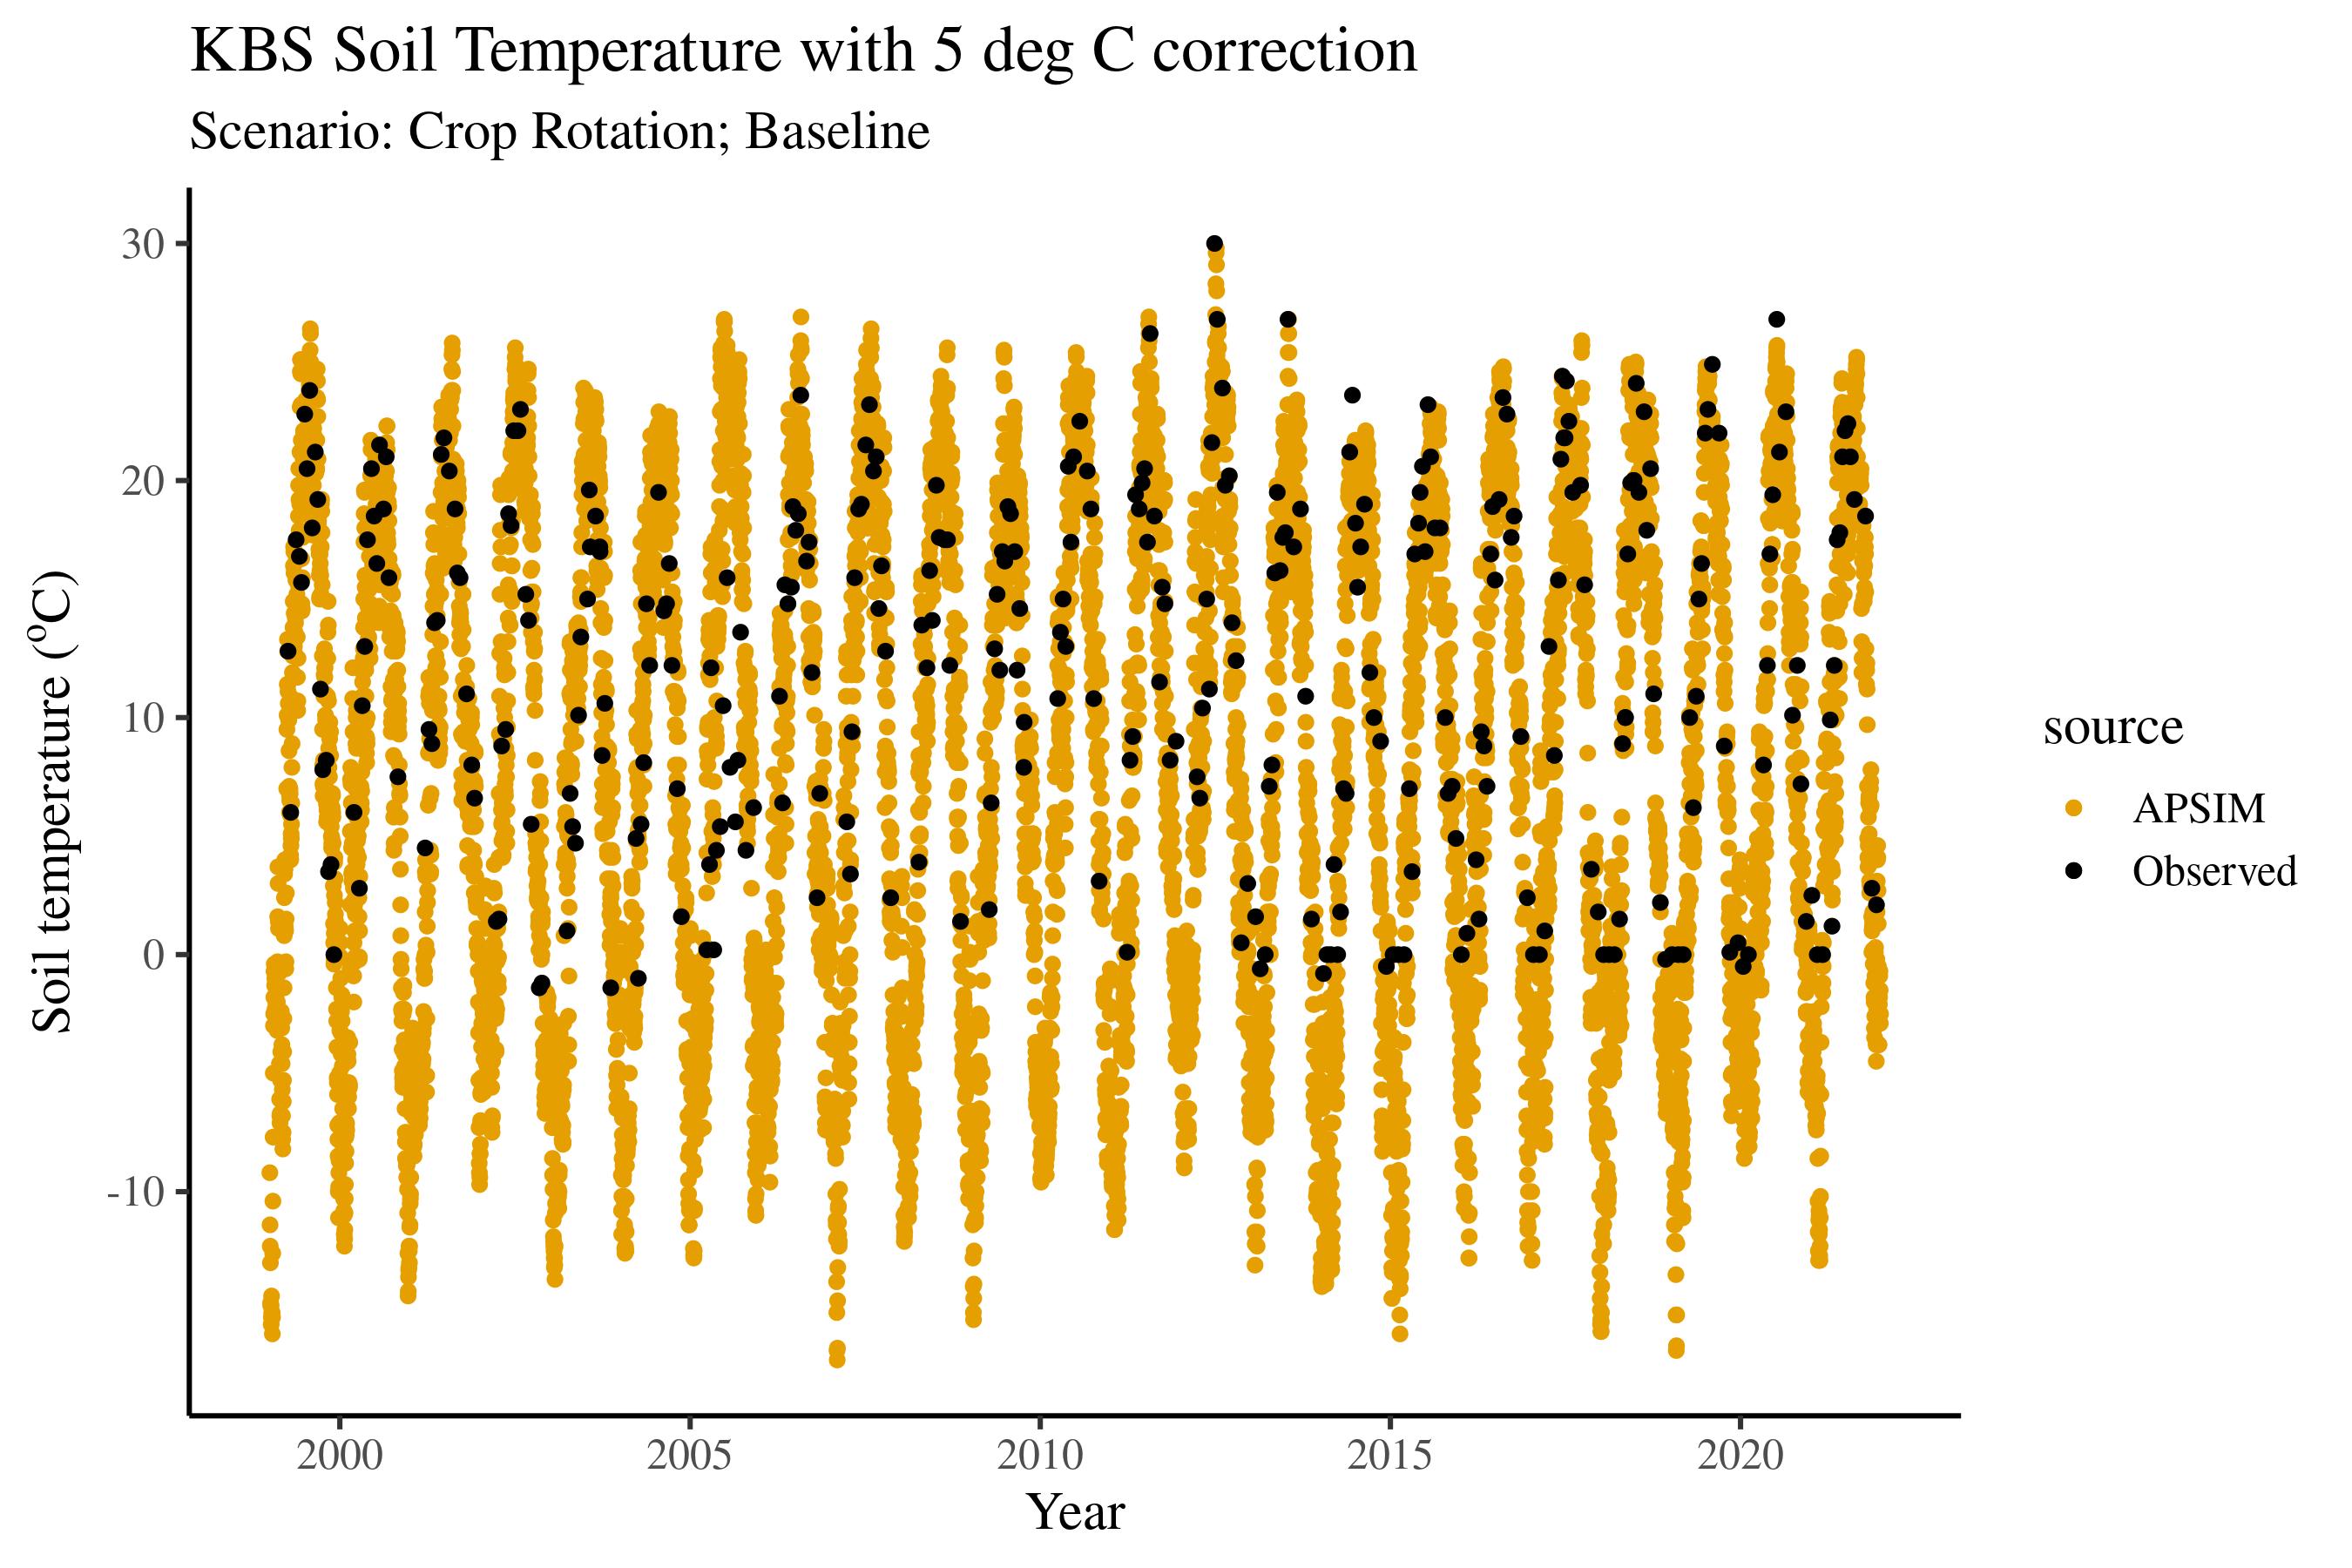 KBS Soil Temperature with 5 deg C correction
Scenario: Crop Rotation; Baseline
Soil temperature (°C)
30
20
10
0
-10
2000 2005 2010 2015 2020
Year
source
APSIM
Observed